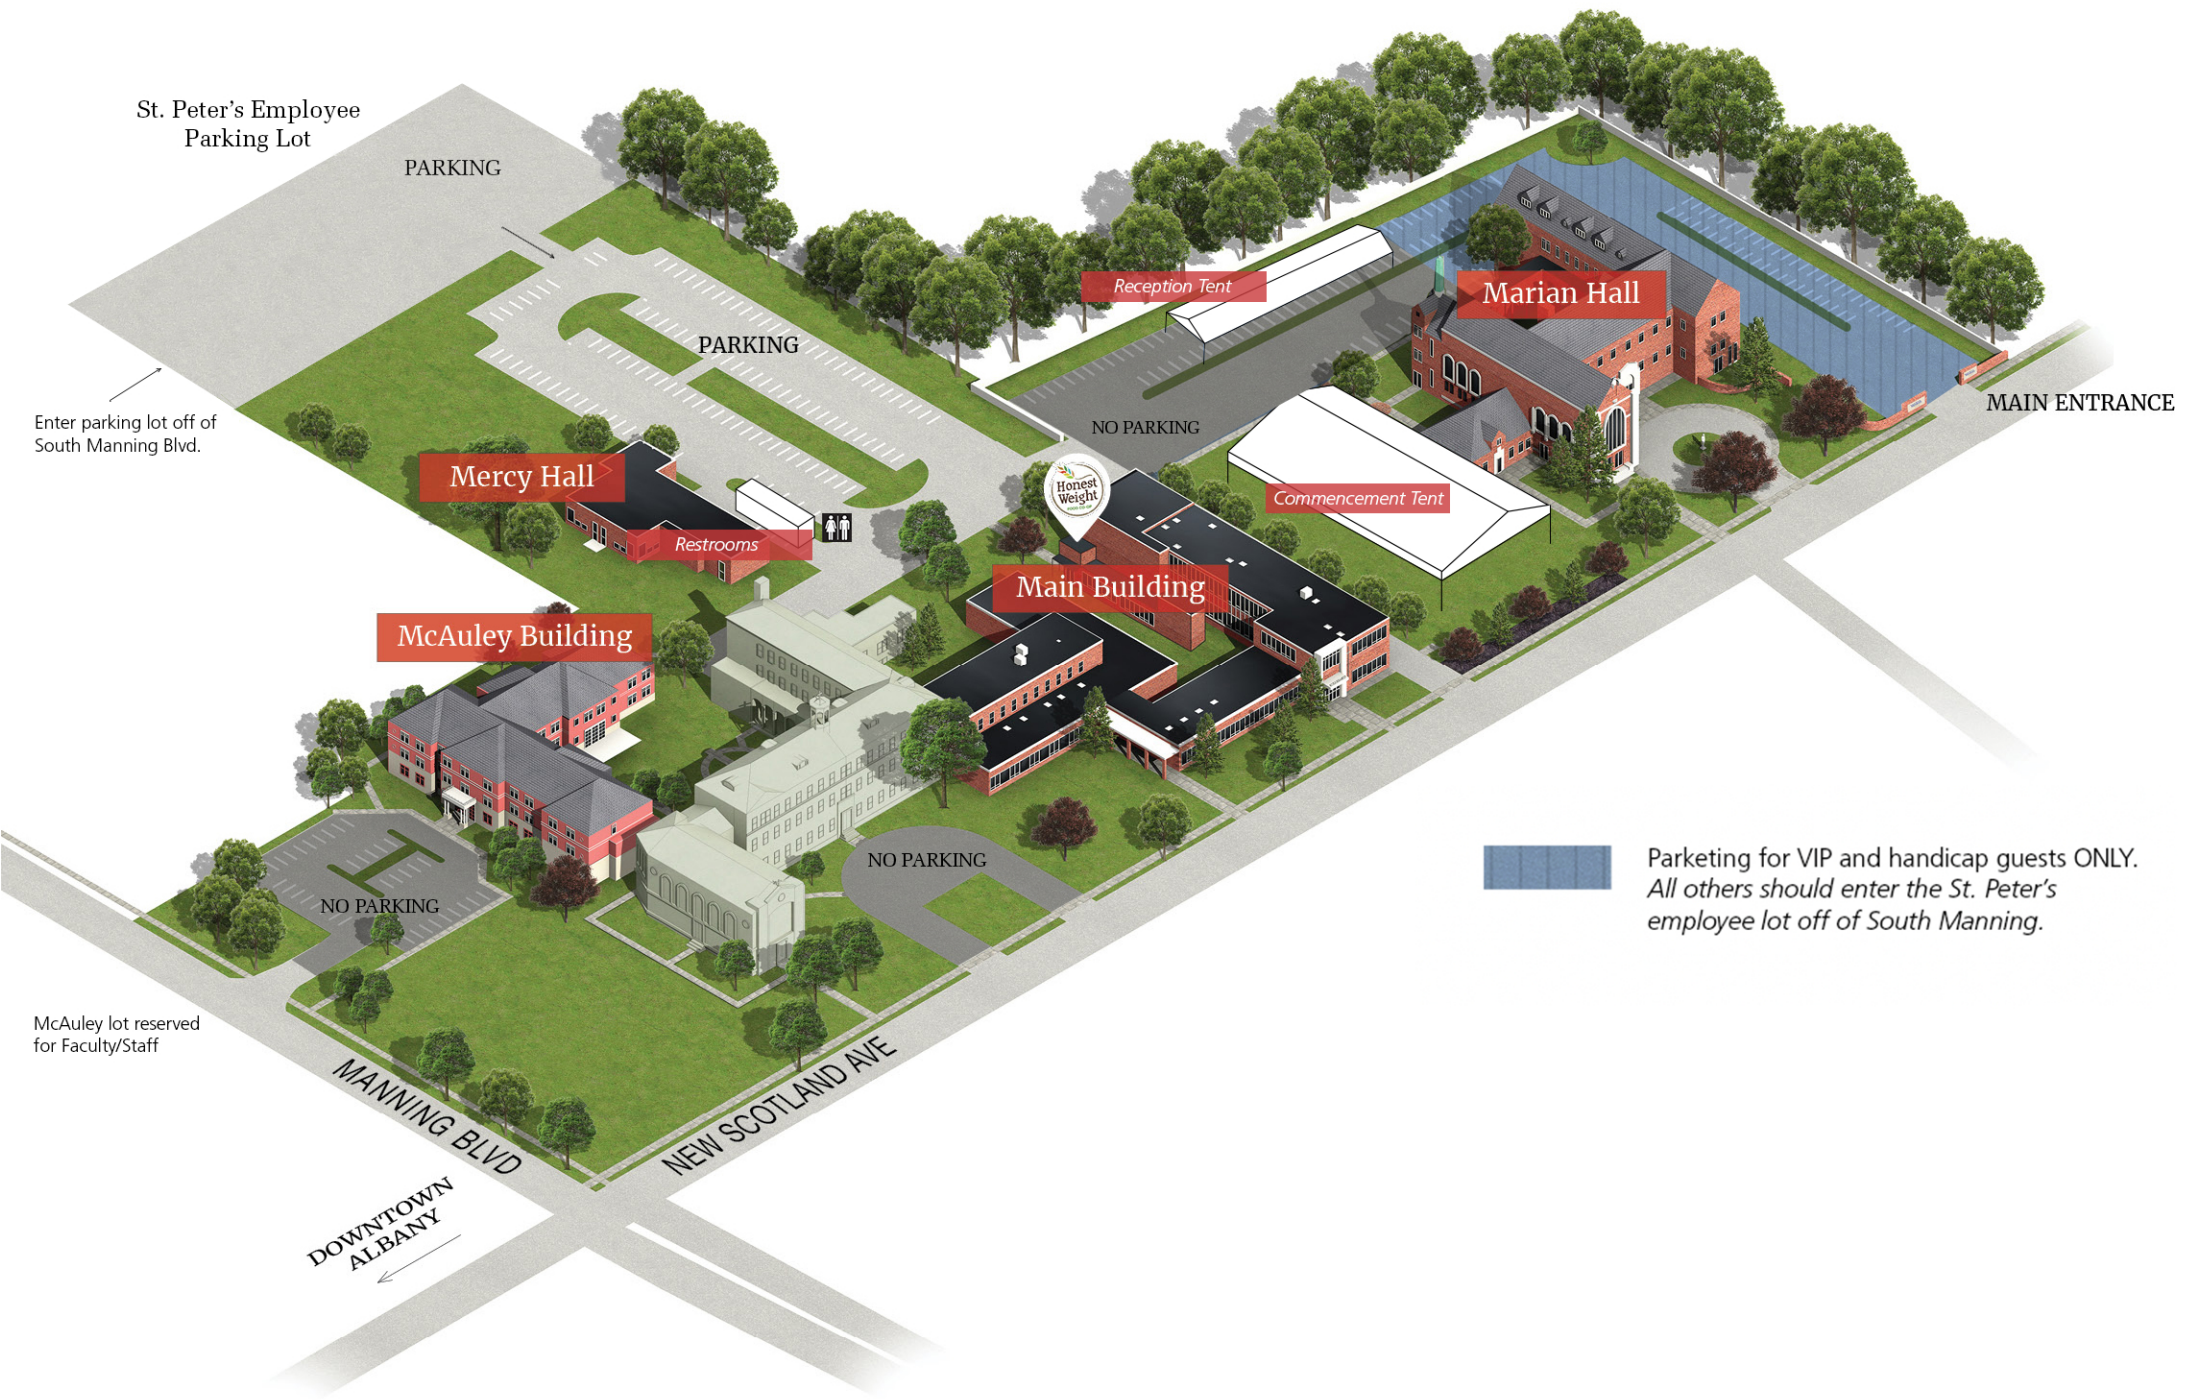 St. Peter's Employee
Parking Lot
PARKING
Reception Tent
Marian Hall
PARKING
MAIN ENTRANCE
Enter parking lot off of
South Manning Blvd.
NO PARKING
Mercy Hall
Honest
Weight
FOOD CO-OP
Commencement Tent
Restrooms
Main Building
McAuley Building
NO PARKING
NO PARKING
Parketing for VIP and handicap guests ONLY.
All others should enter the St. Peter's
employee lot off of South Manning.
McAuley lot reserved
for Faculty/Staff
MANNING BLVD
NEW SCOTLAND AVE
DOWNTOWN
ALBANY